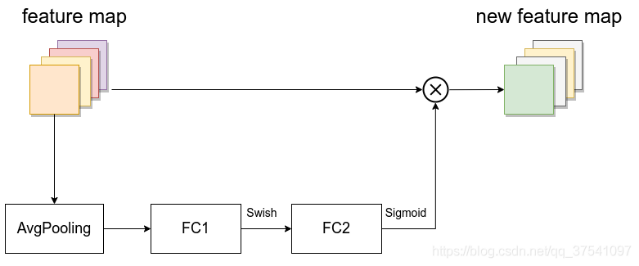 feature map
new feature map
AvgPooling
FC1
Swish
FC2
Sigmoid
https://blog.csdn.net/qq_37541097